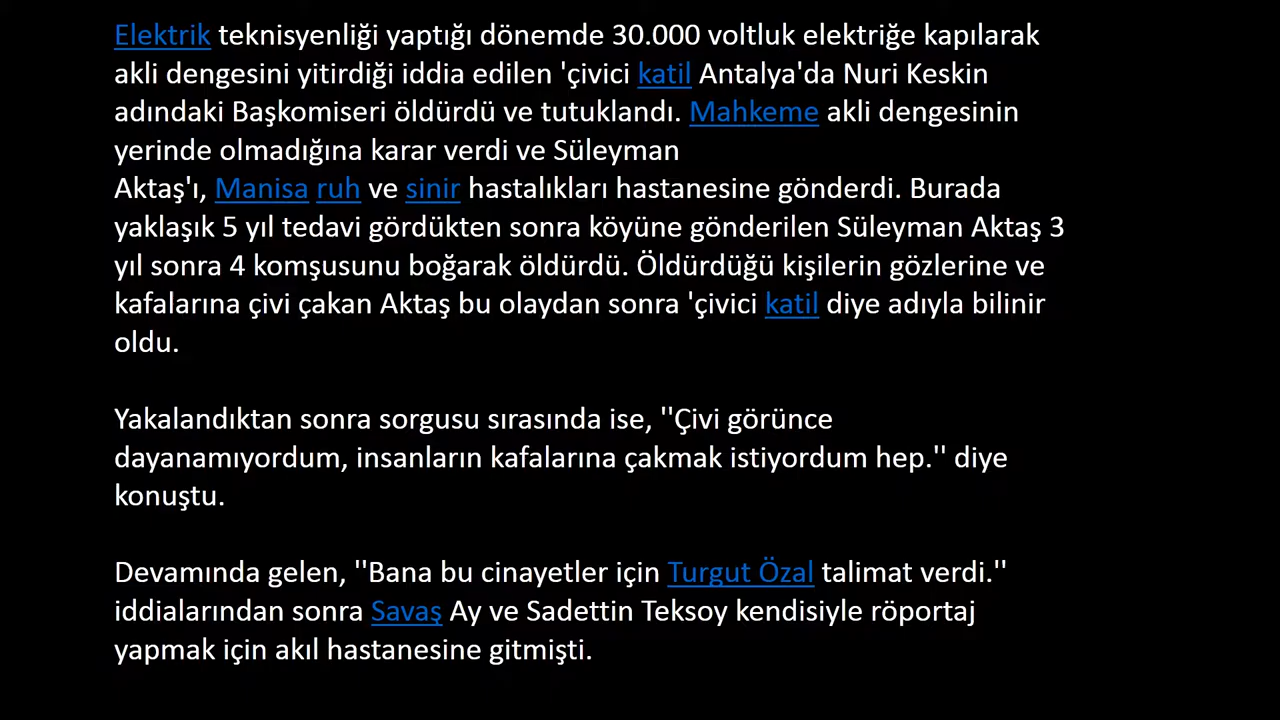 Elektrik teknisyenliği yaptığı dönemde 30.000 voltluk elektriğe kapılarak
akli dengesini yitirdiği iddia edilen 'çivici katil Antalya'da Nuri Keskin
adındaki Başkomiseri öldürdü ve tutuklandı. Mahkeme akli dengesinin
yerinde olmadığına karar verdi ve Süleyman
Aktaş'ı, Manisa ruh ve sinir hastalıkları hastanesine gönderdi. Burada
yaklaşık 5 yıl tedavi gördükten sonra köyüne gönderilen Süleyman Aktaş 3
yıl sonra 4 komşusunu boğarak öldürdü. Öldürdüğü kişilerin gözlerine ve
kafalarına çivi çakan Aktaş bu olaydan sonra 'çivici katil diye adıyla bilinir
oldu.
Yakalandıktan sonra sorgusu sırasında ise, ''Çivi görünce
dayanamıyordum, insanların kafalarına çakmak istiyordum hep.'' diye
konuştu.
Devamında gelen, ''Bana bu cinayetler için Turgut Özal talimat verdi.''
iddialarından sonra Savaş Ay ve Sadettin Teksoy kendisiyle röportaj
yapmak için akıl hastanesine gitmişti.